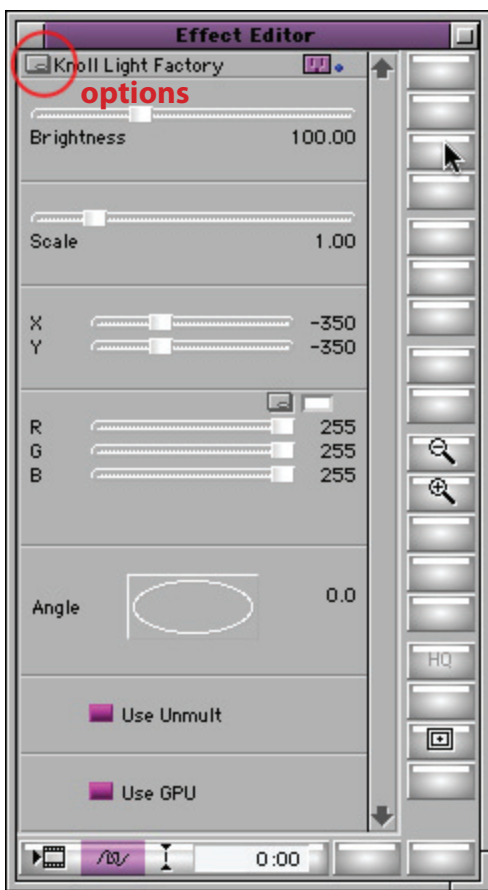 Effect Editor
Knoll Light Factory
options
Brightness 100.00
Scale 1.00
X -350
Y -350
R 255
G 255
B 255
Angle 0.0
HQ
Use Unmult
Use GPU
0:00